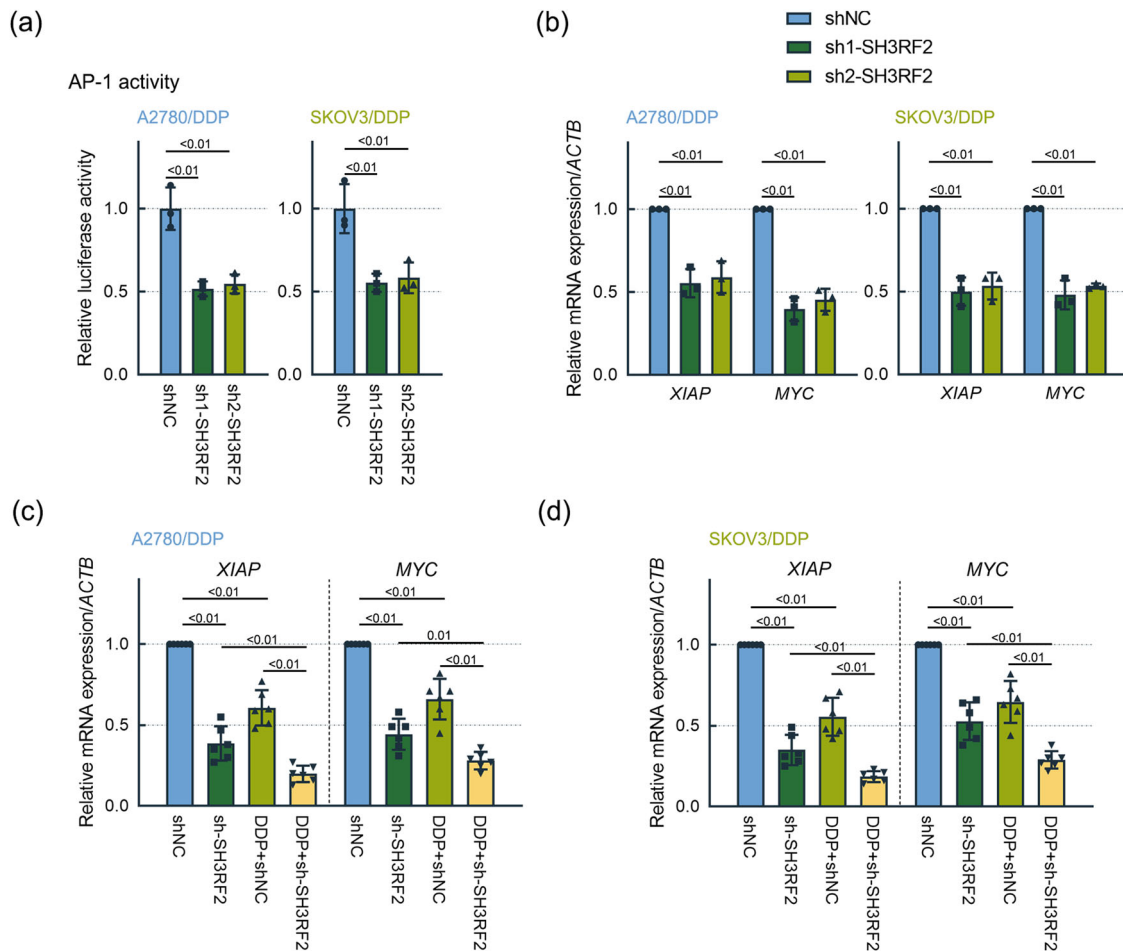 (a)
AP-1 activity
A2780/DDP
SKOV3/DDP
Relative luciferase activity
<0.01
<0.01
<0.01
<0.01
1.0
0.5
0.0
1.0
0.5
0.0
shNC
sh1-SH3RF2
sh2-SH3RF2
shNC
sh1-SH3RF2
sh2-SH3RF2
(b)
shNC
sh1-SH3RF2
sh2-SH3RF2
A2780/DDP
SKOV3/DDP
Relative mRNA expression/ACTB
<0.01
<0.01
<0.01
<0.01
<0.01
<0.01
<0.01
<0.01
1.0
0.5
0.0
1.0
0.5
0.0
XIAP
MYC
XIAP
MYC
(c)
A2780/DDP
XIAP
MYC
Relative mRNA expression/ACTB
<0.01
<0.01
<0.01
<0.01
<0.01
<0.01
0.01
<0.01
1.0
0.5
0.0
shNC
sh-SH3RF2
DDP+shNC
DDP+sh-SH3RF2
shNC
sh-SH3RF2
DDP+shNC
DDP+sh-SH3RF2
(d)
SKOV3/DDP
XIAP
MYC
Relative mRNA expression/ACTB
<0.01
<0.01
<0.01
<0.01
<0.01
<0.01
<0.01
<0.01
1.0
0.5
0.0
shNC
sh-SH3RF2
DDP+shNC
DDP+sh-SH3RF2
shNC
sh-SH3RF2
DDP+shNC
DDP+sh-SH3RF2